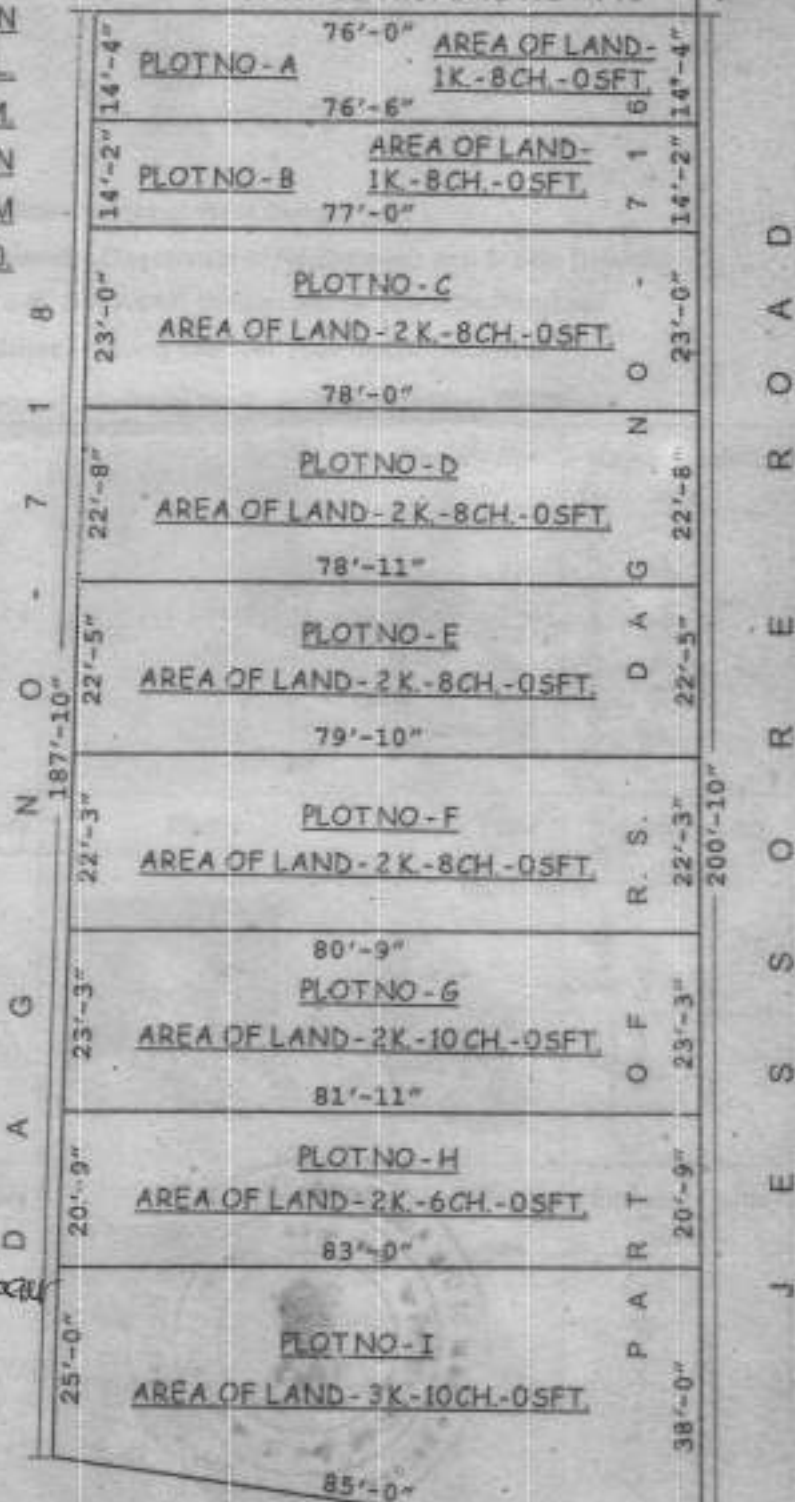 76'-0"
14'-4"
PLOT NO-A
AREA OF LAND-
1K.-8CH.-0SFT.
14'-4"
76'-6"
14'-2"
PLOT NO-B
AREA OF LAND-
1K.-8CH.-0SFT.
14'-2"
77'-0"
23'-0"
PLOT NO-C
AREA OF LAND-2K.-8CH.-0SFT.
23'-0"
78'-0"
22'-8"
PLOT NO-D
AREA OF LAND-2K.-8CH.-0SFT.
22'-8"
78'-11"
22'-5"
PLOT NO-E
AREA OF LAND-2K.-8CH.-0SFT.
22'-5"
79'-10"
22'-3"
PLOT NO-F
AREA OF LAND-2K.-8CH.-0SFT.
22'-3"
80'-9"
23'-3"
PLOT NO-G
AREA OF LAND-2K.-10CH.-0SFT.
23'-3"
81'-11"
20'-9"
PLOT NO-H
AREA OF LAND-2K.-6CH.-0SFT.
20'-9"
83'-0"
25'-0"
PLOT NO-I
AREA OF LAND-3K.-10CH.-0SFT.
38'-0"
85'-0"
187'-10"
200'-10"
DAG NO-718
PART OF R.S. DAG NO-716
JESSORE ROAD
N
M
N
M